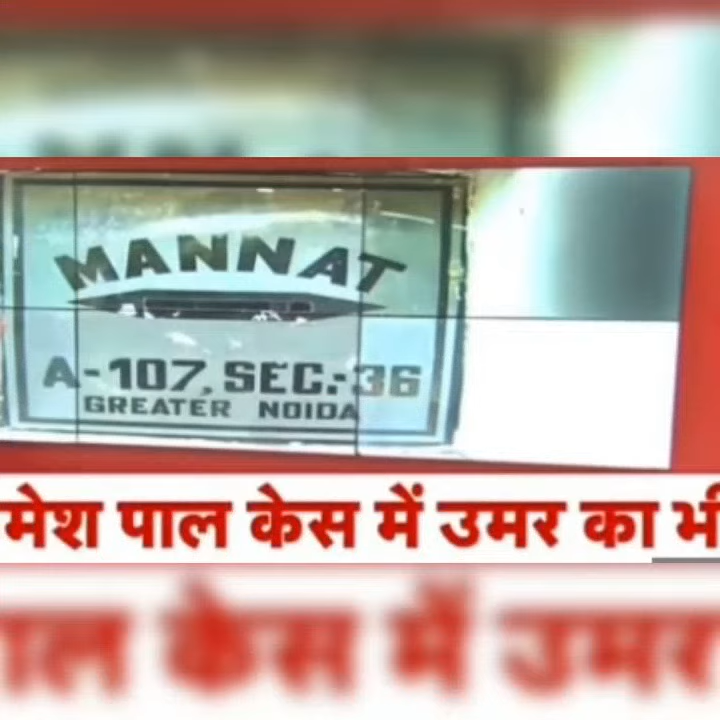 MANNAT
A-107, SEC.-36
GREATER NOIDA
मेश पाल केस में उमर का भी